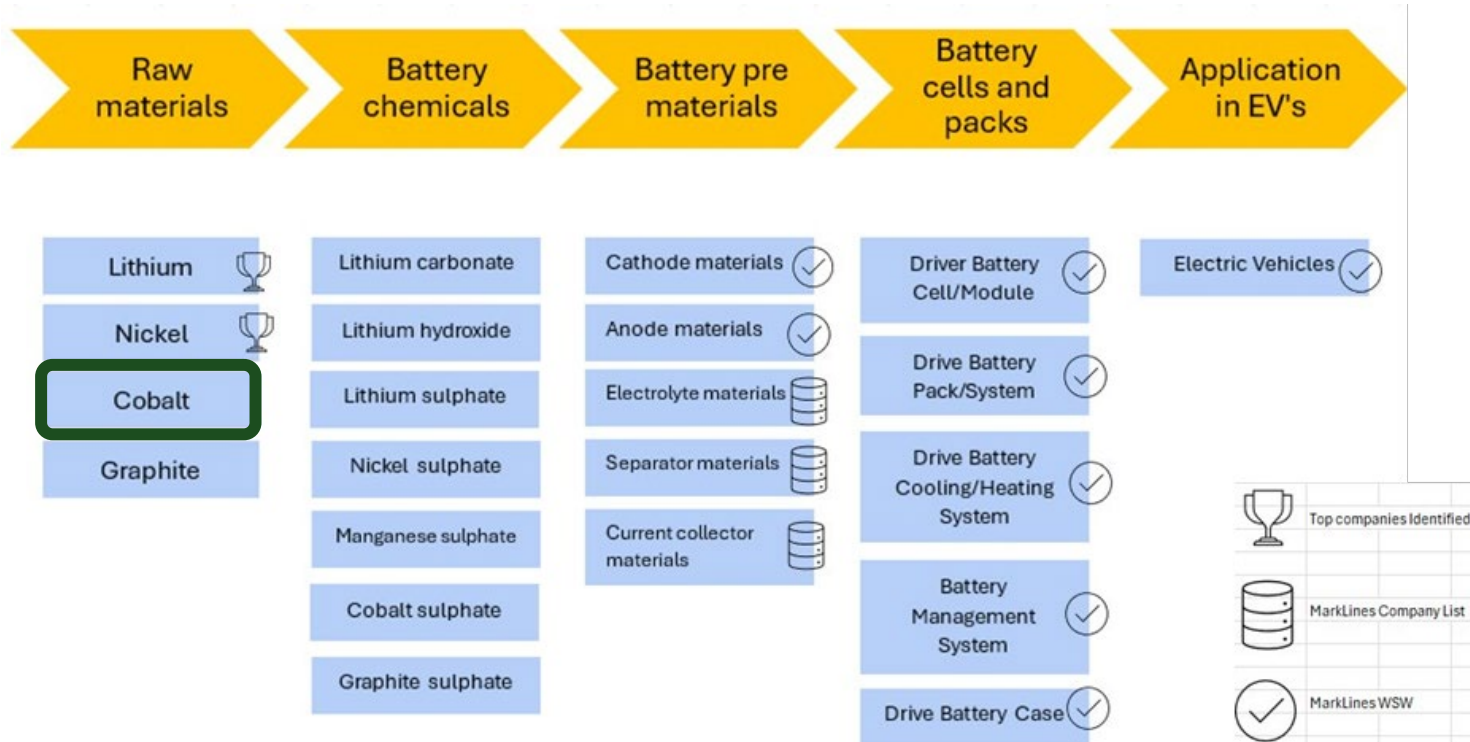 Raw
materials
Battery
chemicals
Battery pre
materials
Battery
cells and
packs
Application
in EV's
Lithium
Nickel
Cobalt
Graphite
Lithium carbonate
Lithium hydroxide
Lithium sulphate
Nickel sulphate
Manganese sulphate
Cobalt sulphate
Graphite sulphate
Cathode materials
Anode materials
Electrolyte materials
Separator materials
Current collector
materials
Driver Battery
Cell/Module
Drive Battery
Pack/System
Drive Battery
Cooling/Heating
System
Battery
Management
System
Drive Battery Case
Electric Vehicles
Top companies Identified
MarkLines Company List
MarkLines WSW